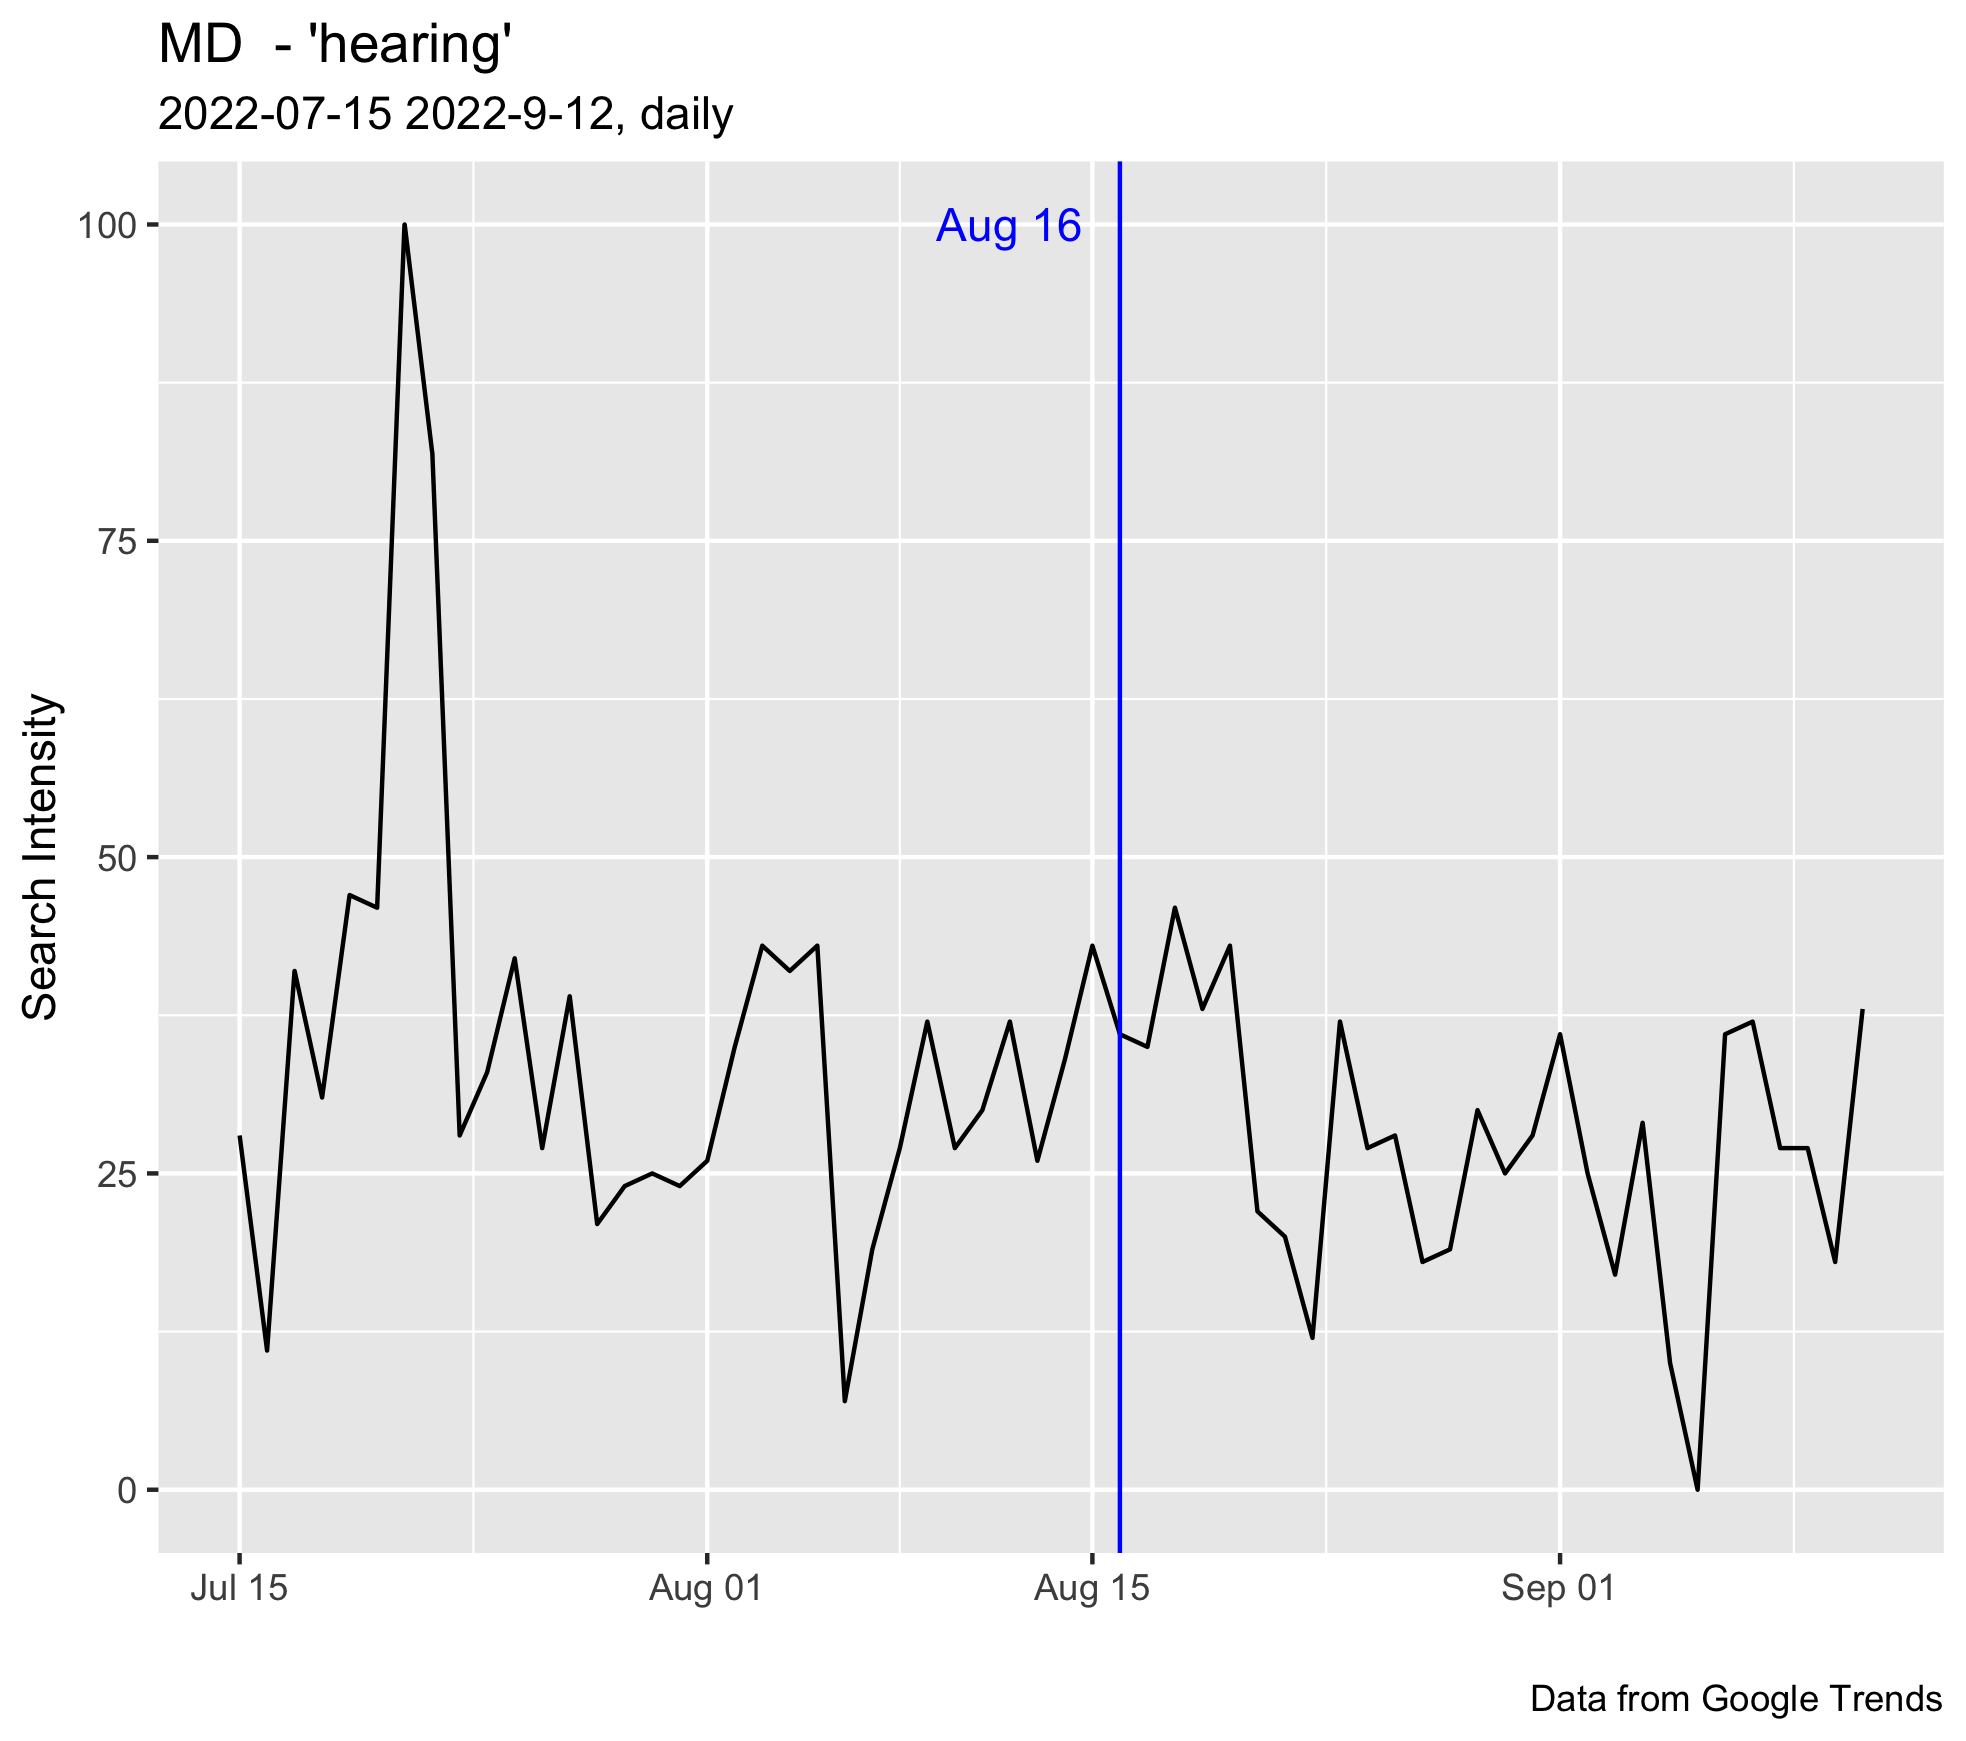 MD  - 'hearing'
2022-07-15 2022-9-12, daily
Aug 16
100
75
50
25
0
Search Intensity
Jul 15 Aug 01 Aug 15 Sep 01
Data from Google Trends